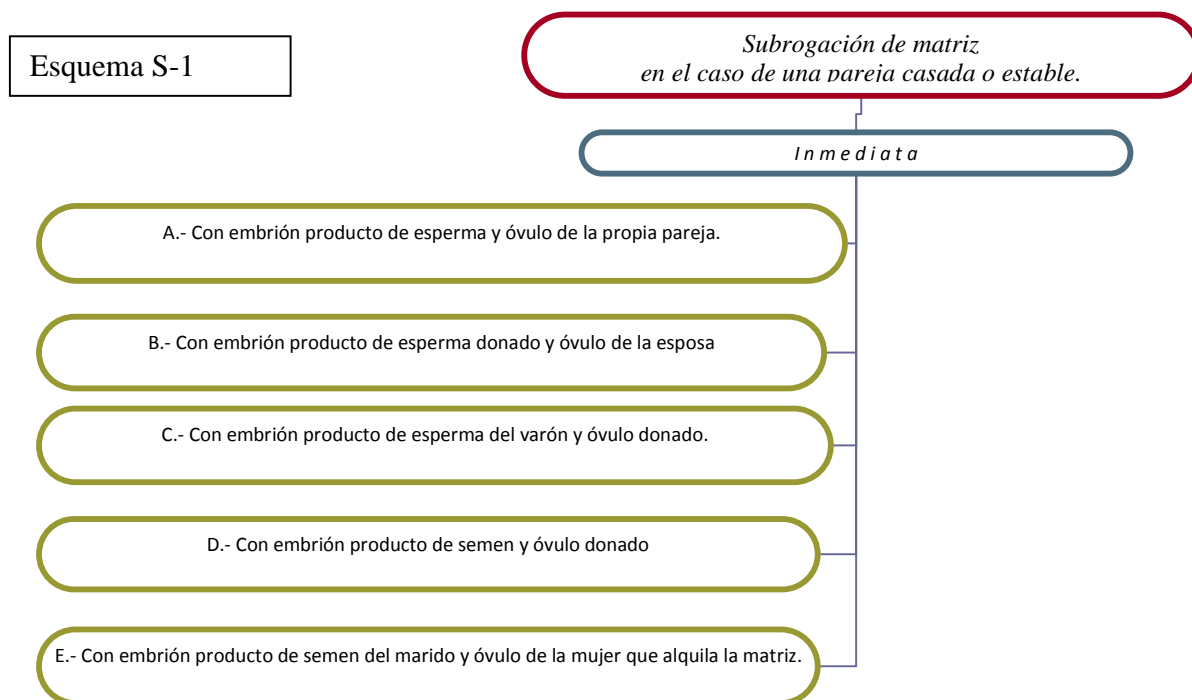 Esquema S-1
Subrogación de matriz
en el caso de una pareja casada o estable.
Inmediata
A.- Con embrión producto de esperma y óvulo de la propia pareja.
B.- Con embrión producto de esperma donado y óvulo de la esposa
C.- Con embrión producto de esperma del varón y óvulo donado.
D.- Con embrión producto de semen y óvulo donado
E.- Con embrión producto de semen del marido y óvulo de la mujer que alquila la matriz.